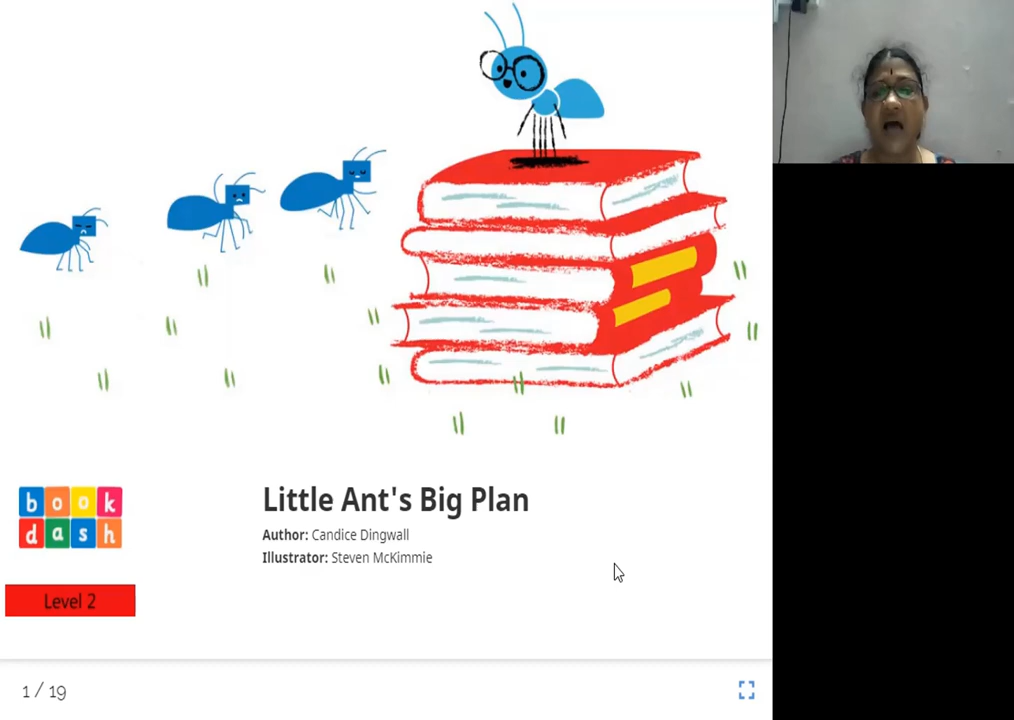 book
dash
Little Ant's Big Plan
Author: Candice Dingwall
Illustrator: Steven McKimmie
Level 2
1 / 19